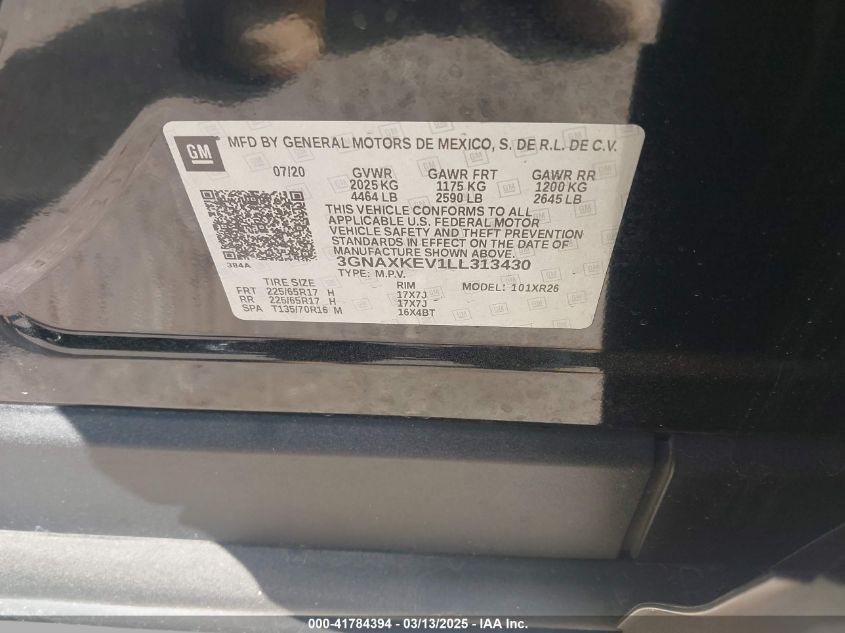 GM MFD BY GENERAL MOTORS DE MEXICO, S. DE R.L. DE C.V.
07/20 GVWR GAWR FRT GAWR RR
2025 KG 1175 KG 1200 KG
4464 LB 2590 LB 2645 LB
THIS VEHICLE CONFORMS TO ALL
APPLICABLE U.S. FEDERAL MOTOR
VEHICLE SAFETY AND THEFT PREVENTION
STANDARDS IN EFFECT ON THE DATE OF
MANUFACTURE SHOWN ABOVE.
394A 3GNAXKEV1LL313430
TYPE: M.P.V. MODEL: 101XR26
TIRE SIZE RIM
FRT 225/65R17 H 17X7J
RR 225/65R17 H 17X7J
SPA T135/70R16 M 16X4BT
000-41784394 / 03/13/2025 - IAA Inc.